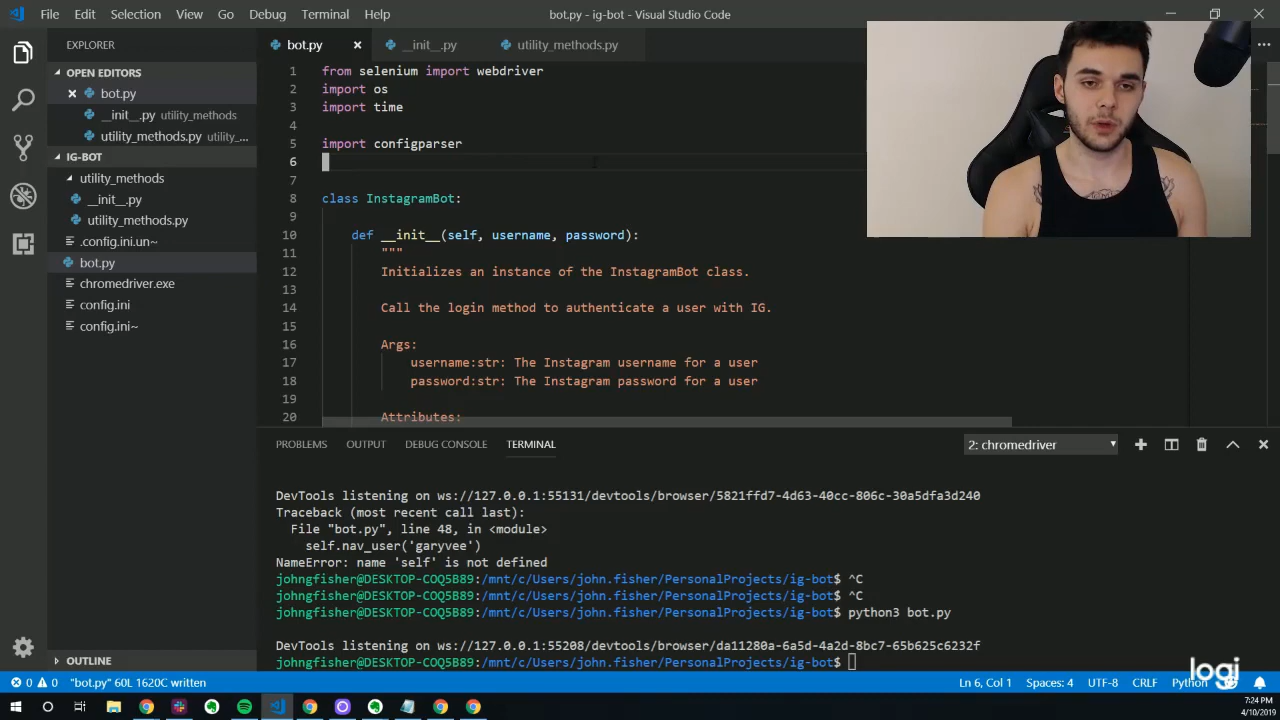 File Edit Selection View Go Debug Terminal Help bot.py - ig-bot - Visual Studio Code
EXPLORER
OPEN EDITORS
bot.py
__init__.py utility_methods
utility_methods.py utility_...
IG-BOT
utility_methods
__init__.py
utility_methods.py
.config.ini.un~
bot.py
chromedriver.exe
config.ini
config.ini~
OUTLINE
bot.py __init__.py utility_methods.py
1 from selenium import webdriver
2 import os
3 import time
4
5 import configparser
6
7
8 class InstagramBot:
9
10 def __init__(self, username, password):
11 """
12 Initializes an instance of the InstagramBot class.
13
14 Call the login method to authenticate a user with IG.
15
16 Args:
17 username:str: The Instagram username for a user
18 password:str: The Instagram password for a user
19
20 Attributes:
PROBLEMS OUTPUT DEBUG CONSOLE TERMINAL 2: chromedriver
DevTools listening on ws://127.0.0.1:55131/devtools/browser/5821ffd7-4d63-40cc-806c-30a5dfa3d240
Traceback (most recent call last):
File "bot.py", line 48, in <module>
self.nav_user('garyvee')
NameError: name 'self' is not defined
johngfisher@DESKTOP-COQ5B89:/mnt/c/Users/john.fisher/PersonalProjects/ig-bot$ ^C
johngfisher@DESKTOP-COQ5B89:/mnt/c/Users/john.fisher/PersonalProjects/ig-bot$ ^C
johngfisher@DESKTOP-COQ5B89:/mnt/c/Users/john.fisher/PersonalProjects/ig-bot$ python3 bot.py
DevTools listening on ws://127.0.0.1:55208/devtools/browser/da11280a-6a5d-4a2d-8bc7-65b625c6232f
johngfisher@DESKTOP-COQ5B89:/mnt/c/Users/john.fisher/PersonalProjects/ig-bot$
logi
0 0 "bot.py" 60L 1620C written Ln 6, Col 1 Spaces: 4 UTF-8 CRLF Python
7:24 PM
4/10/2019